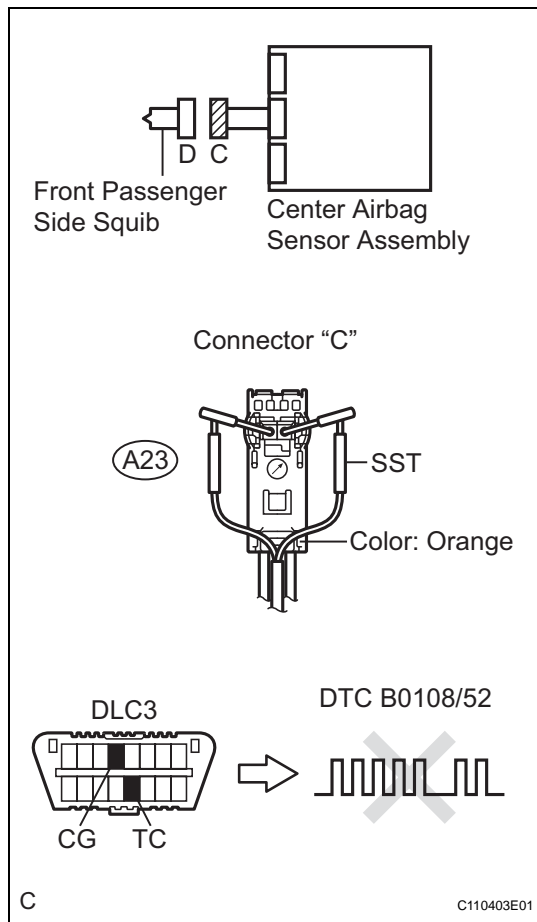 D C
Front Passenger
Side Squib
Center Airbag
Sensor Assembly
Connector “C”
A23
SST
Color: Orange
DLC3
DTC B0108/52
CG TC
C
C110403E01